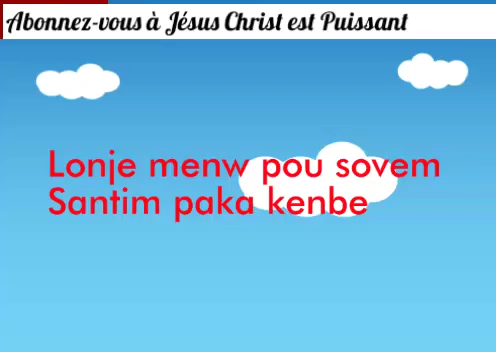 Abonnez-vous à Jésus Christ est Puissant
Lonje menw pou sovem
Santim paka kenbe